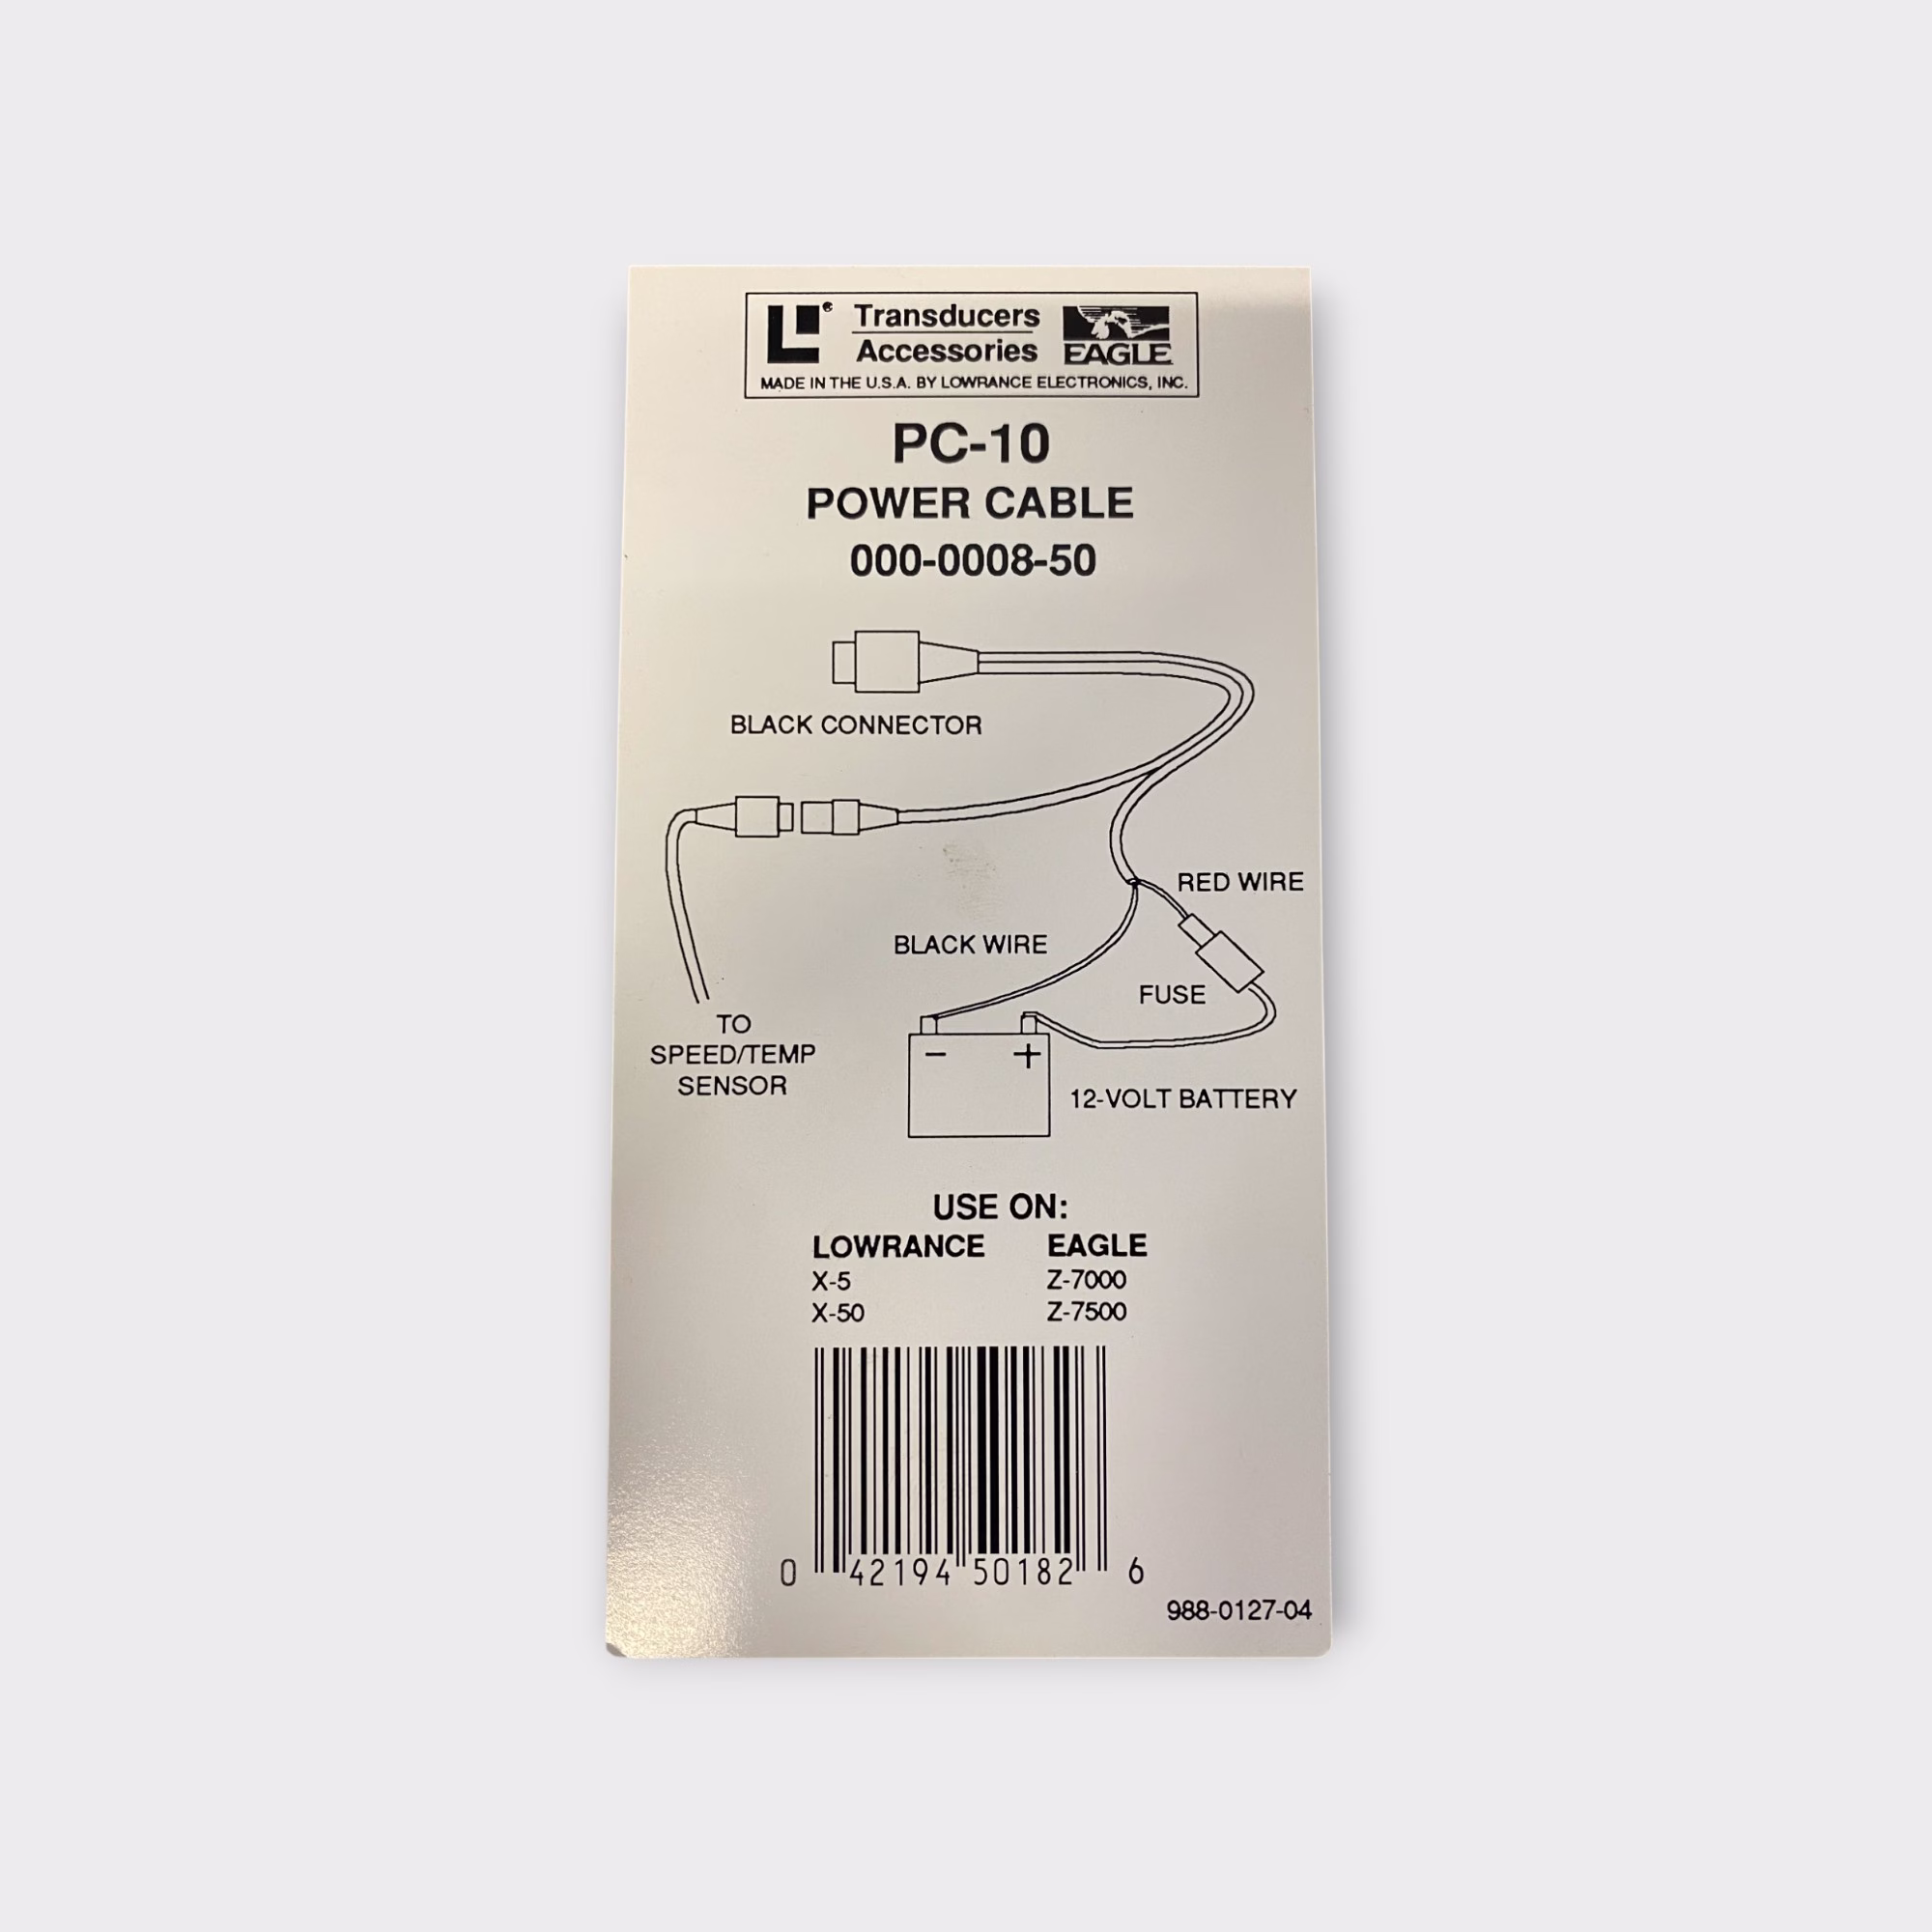 Transducers
Accessories
EAGLE
MADE IN THE U.S.A. BY LOWRANCE ELECTRONICS, INC.
PC-10
POWER CABLE
000-0008-50
BLACK CONNECTOR
RED WIRE
BLACK WIRE
FUSE
TO
SPEED/TEMP
SENSOR
- +
12-VOLT BATTERY
USE ON:
LOWRANCE EAGLE
X-5 Z-7000
X-50 Z-7500
0 42194 50182 6
988-0127-04